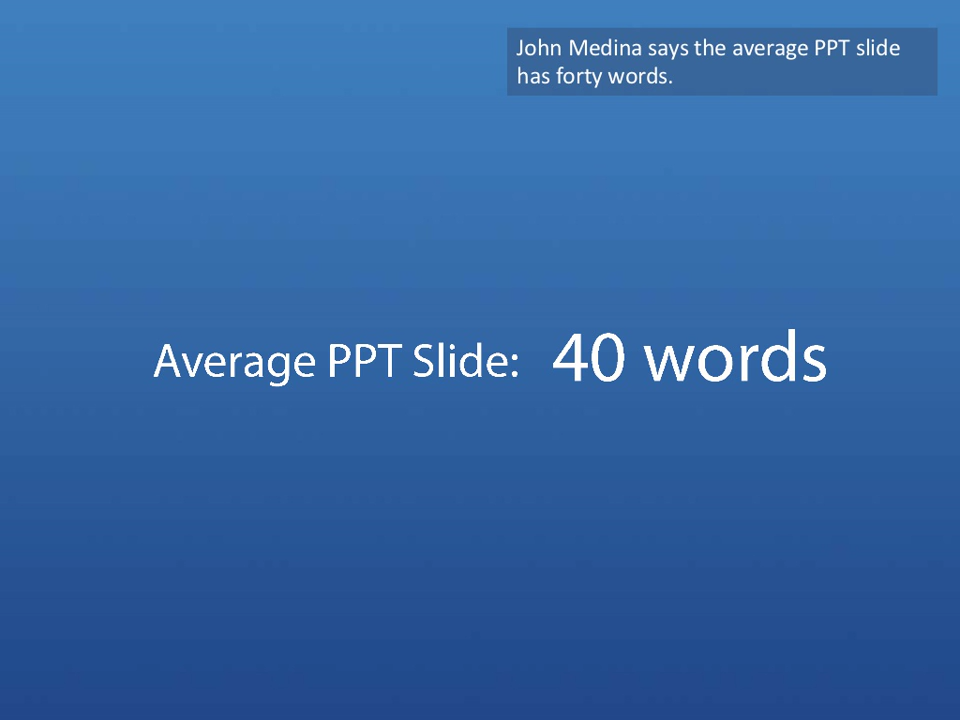 John Medina says the average PPT slide
has forty words.
Average PPT Slide: 40 words